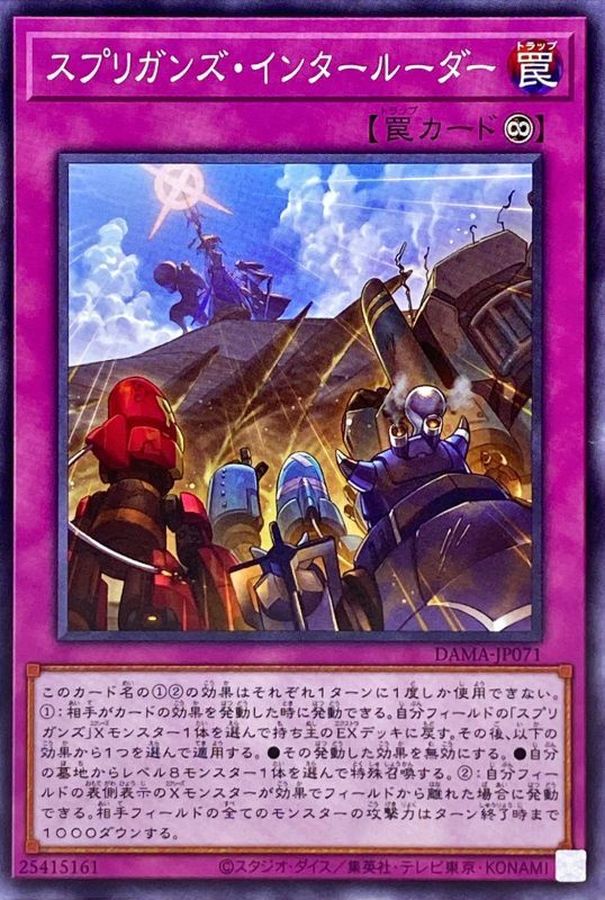 スプリガンズ・インタールーダー
トラップ
罠
トラップ
【罠カード】
DAMA-JP071
このカード名の①②の効果はそれぞれ1ターンに1度しか使用できない。
①:相手がカードの効果を発動した時に発動できる。自分フィールドの「スプリ
ガンズ」Xモンスター1体を選んで持ち主のEXデッキに戻す。その後、以下の
効果から1つを選んで適用する。●その発動した効果を無効にする。●自分
の墓地からレベル8モンスター1体を選んで特殊召喚する。②:自分フィー
ルドの表側表示のXモンスターが効果でフィールドから離れた場合に発動
できる。相手フィールドの全てのモンスターの攻撃力はターン終了時まで
1000ダウンする。
25415161
©スタジオ・ダイス/集英社・テレビ東京・KONAMI